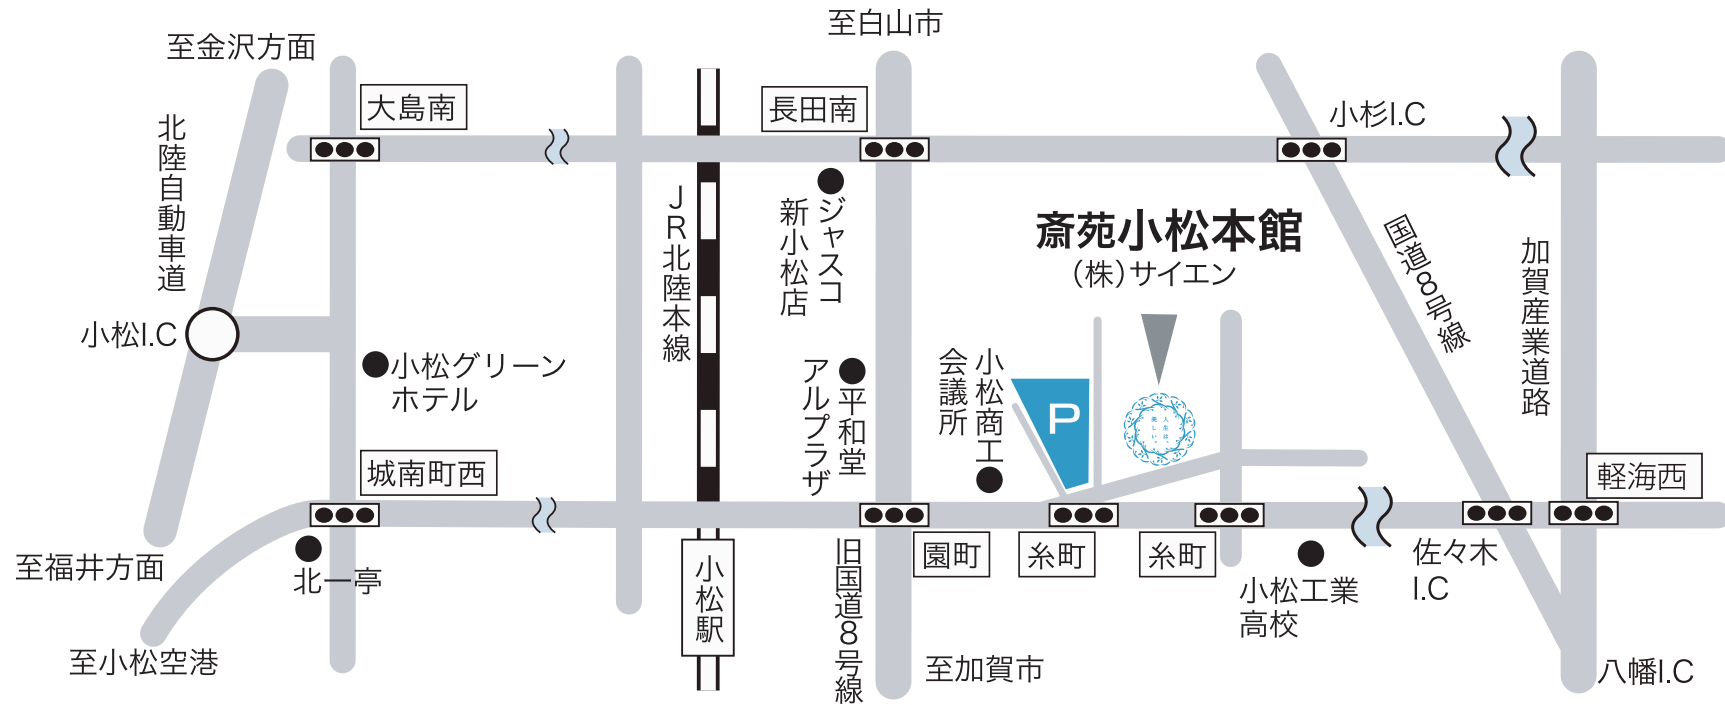 至白山市
至金沢方面
大島南
長田南
小杉I.C
北陸自動車道
JR北陸本線
ジャスコ
新小松店
斎苑小松本館
(株)サイエン
国道8号線
加賀産業道路
小松I.C
小松グリーン
ホテル
平和堂
アルプラザ
小松商工
会議所
P
人生は、
美しい。
城南町西
軽海西
至福井方面
北一亭
小松駅
旧国道8号線
園町
糸町
糸町
小松工業
高校
佐々木
I.C
至小松空港
至加賀市
八幡I.C